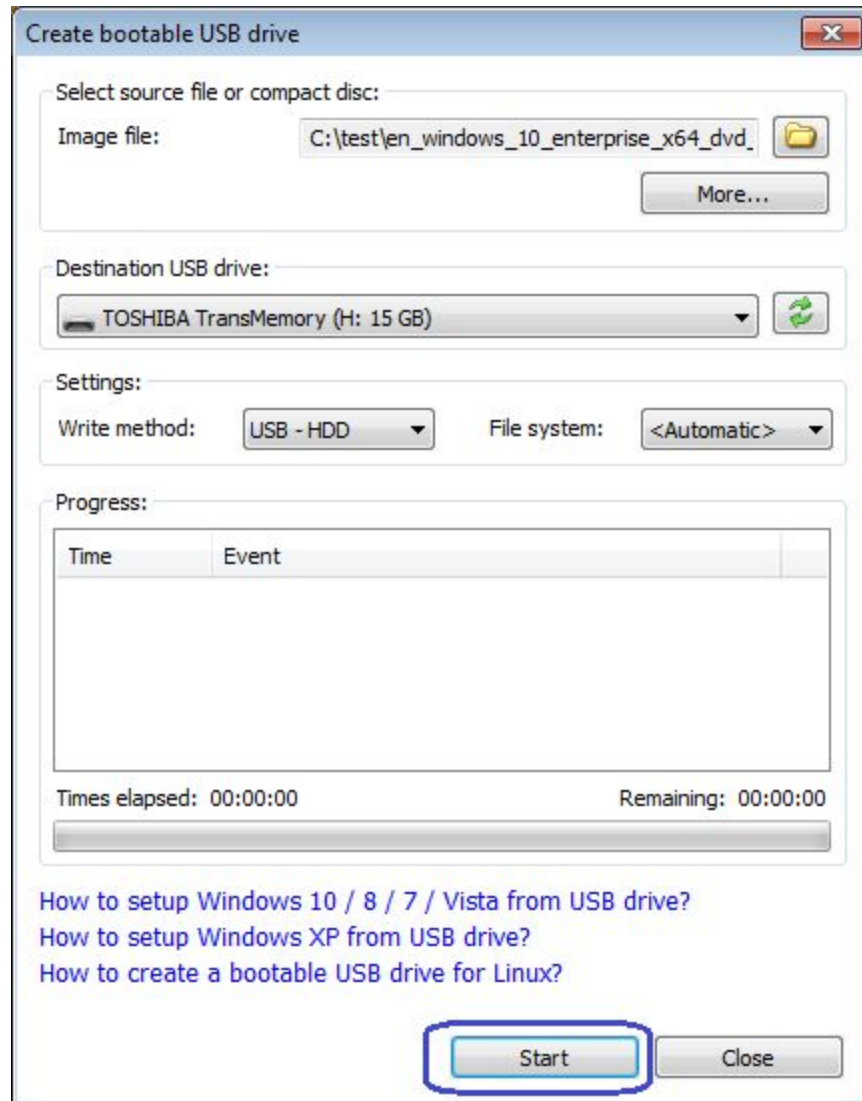 Create bootable USB drive
Select source file or compact disc:
Image file: C:\test\en_windows_10_enterprise_x64_dvd_
More...
Destination USB drive:
TOSHIBA TransMemory (H: 15 GB)
Settings:
Write method: USB - HDD File system: <Automatic>
Progress:
Time Event
Times elapsed: 00:00:00 Remaining: 00:00:00
How to setup Windows 10 / 8 / 7 / Vista from USB drive?
How to setup Windows XP from USB drive?
How to create a bootable USB drive for Linux?
Start Close